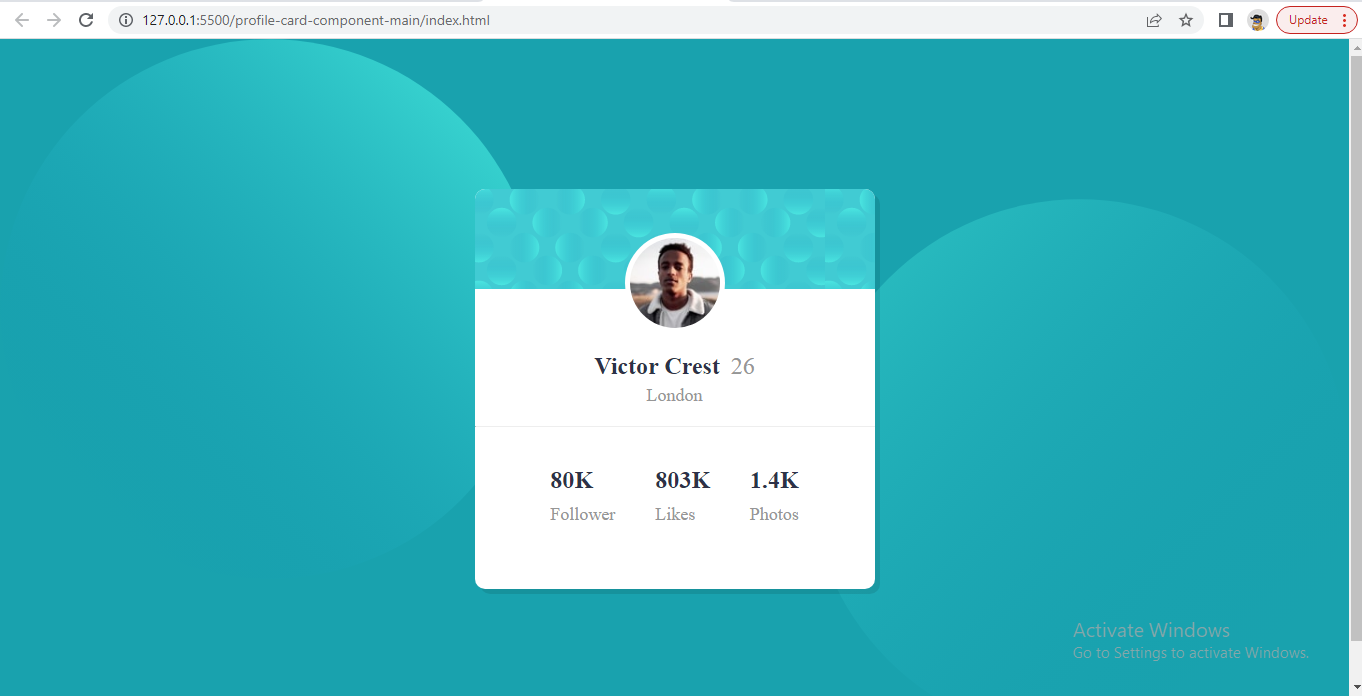 127.0.0.1:5500/profile-card-component-main/index.html
Update
Victor Crest 26
London
80K 803K 1.4K
Follower Likes Photos
Activate Windows
Go to Settings to activate Windows.